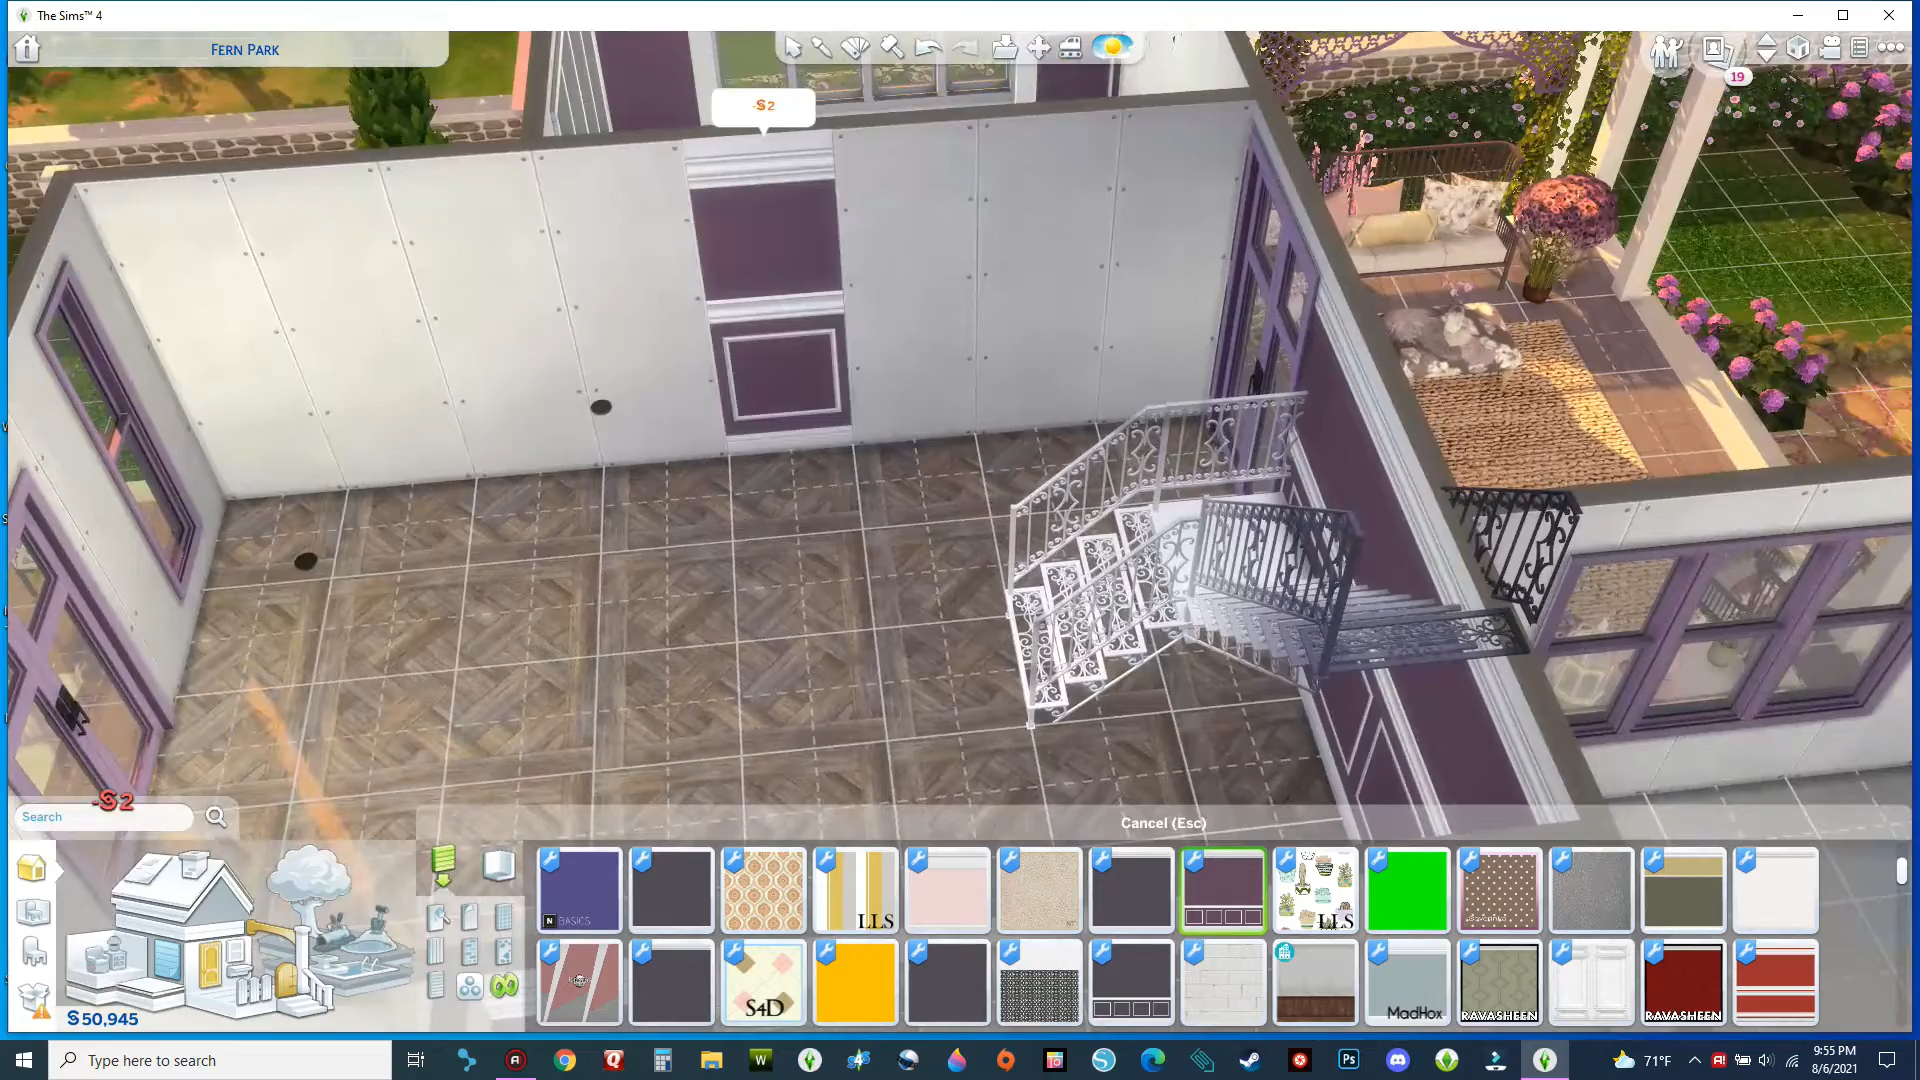 The Sims™ 4
FERN PARK
19
-§2
-§2
Search
Cancel (Esc)
BASICS
LLS
LLS
S4D
MadHox
RAVASHEEN
RAVASHEEN
§50,945
Type here to search
71°F
9:55 PM
8/6/2021